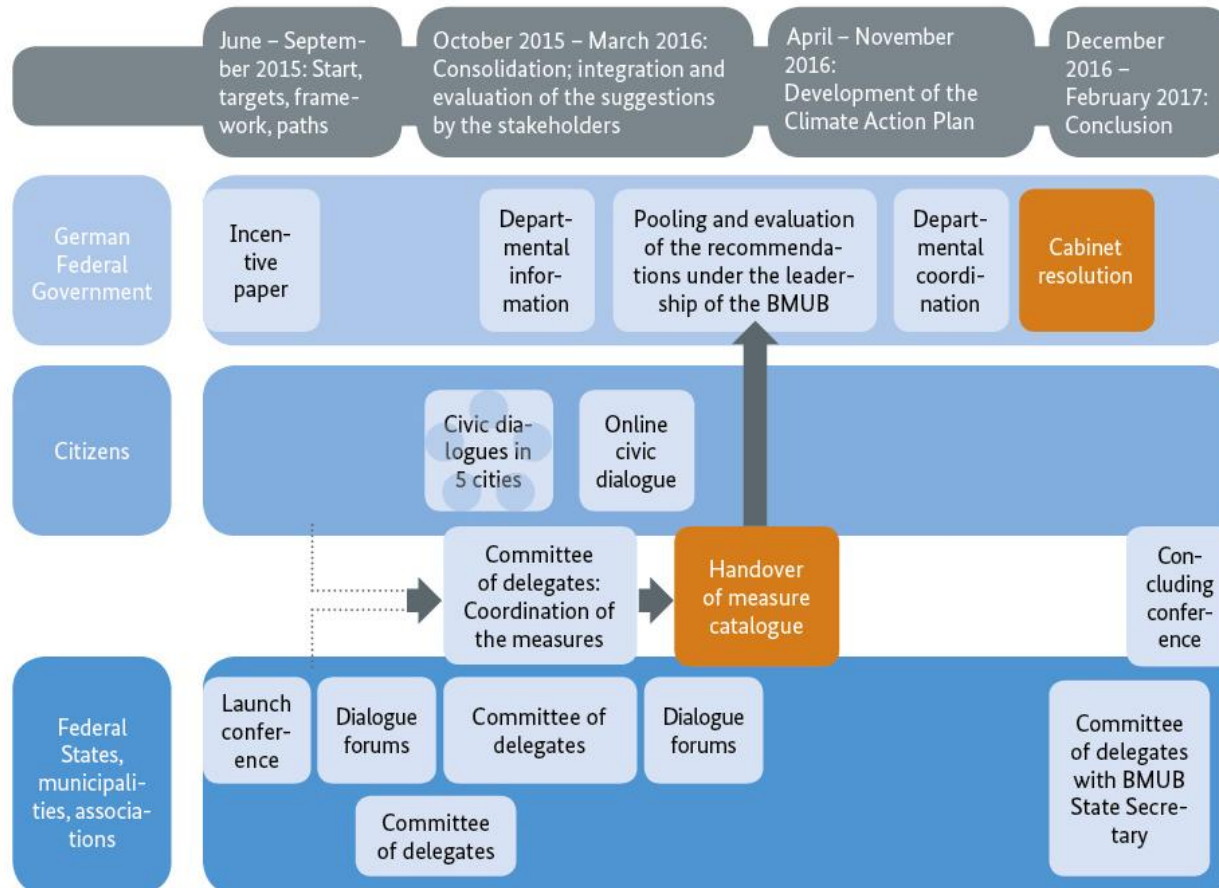 June – Septem-
ber 2015: Start,
targets, frame-
work, paths
October 2015 – March 2016:
Consolidation; integration and
evaluation of the suggestions
by the stakeholders
April – November
2016:
Development of the
Climate Action Plan
December
2016 –
February 2017:
Conclusion
German
Federal
Government
Incen-
tive
paper
Depart-
mental
infor-
mation
Pooling and evaluation
of the recommenda-
tions under the leader-
ship of the BMUB
Depart-
mental
coordi-
nation
Cabinet
resolution
Citizens
Civic dia-
logues in
5 cities
Online
civic
dialogue
Committee
of delegates:
Coordination of
the measures
Handover
of measure
catalogue
Con-
cluding
confer-
ence
Federal
States,
municipali-
ties, associa-
tions
Launch
confer-
ence
Dialogue
forums
Committee of
delegates
Dialogue
forums
Committee
of delegates
Committee
of delegates
with BMUB
State Secre-
tary